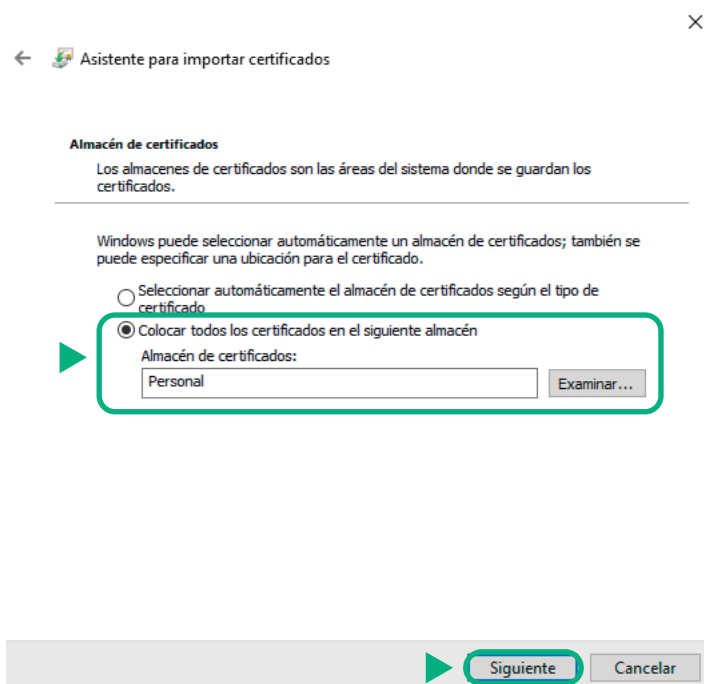 Asistente para importar certificados
Almacén de certificados
Los almacenes de certificados son las áreas del sistema donde se guardan los
certificados.
Windows puede seleccionar automáticamente un almacén de certificados; también se
puede especificar una ubicación para el certificado.
Seleccionar automáticamente el almacén de certificados según el tipo de
certificado
Colocar todos los certificados en el siguiente almacén
Almacén de certificados:
Personal
Examinar...
Siguiente
Cancelar